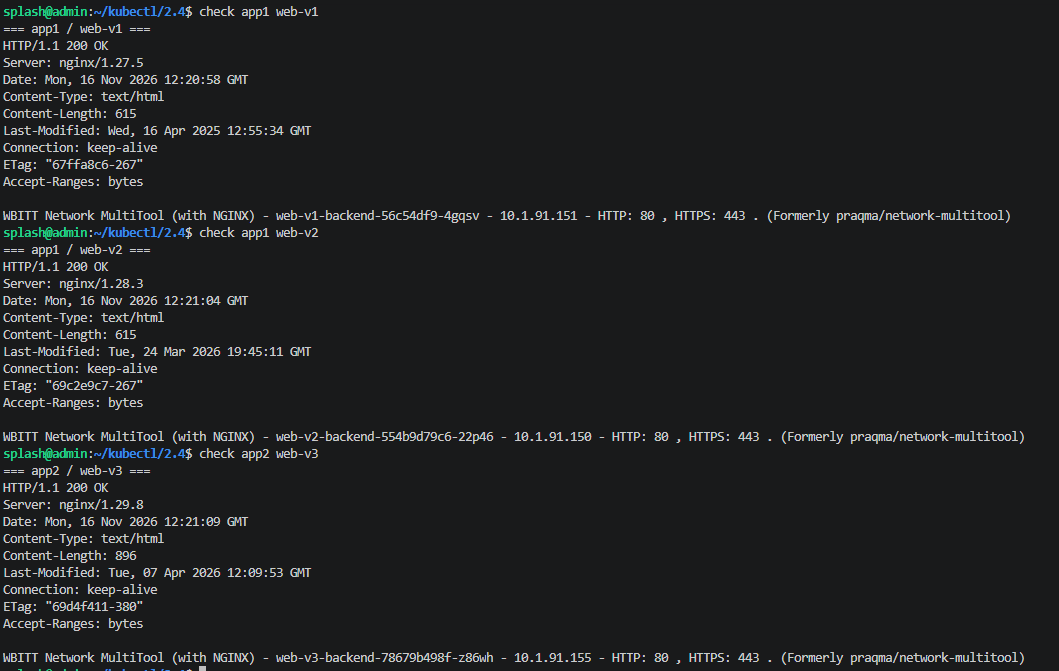 splash@admin:~/kubectl/2.4$ check app1 web-v1
=== app1 / web-v1 ===
HTTP/1.1 200 OK
Server: nginx/1.27.5
Date: Mon, 16 Nov 2026 12:20:58 GMT
Content-Type: text/html
Content-Length: 615
Last-Modified: Wed, 16 Apr 2025 12:55:34 GMT
Connection: keep-alive
ETag: "67ffa8c6-267"
Accept-Ranges: bytes

WBITT Network MultiTool (with NGINX) - web-v1-backend-56c54df9-4gqsv - 10.1.91.151 - HTTP: 80 , HTTPS: 443 . (Formerly praqma/network-multitool)
splash@admin:~/kubectl/2.4$ check app1 web-v2
=== app1 / web-v2 ===
HTTP/1.1 200 OK
Server: nginx/1.28.3
Date: Mon, 16 Nov 2026 12:21:04 GMT
Content-Type: text/html
Content-Length: 615
Last-Modified: Tue, 24 Mar 2026 19:45:11 GMT
Connection: keep-alive
ETag: "69c2e9c7-267"
Accept-Ranges: bytes

WBITT Network MultiTool (with NGINX) - web-v2-backend-554b9d79c6-22p46 - 10.1.91.150 - HTTP: 80 , HTTPS: 443 . (Formerly praqma/network-multitool)
splash@admin:~/kubectl/2.4$ check app2 web-v3
=== app2 / web-v3 ===
HTTP/1.1 200 OK
Server: nginx/1.29.8
Date: Mon, 16 Nov 2026 12:21:09 GMT
Content-Type: text/html
Content-Length: 896
Last-Modified: Tue, 07 Apr 2026 12:09:53 GMT
Connection: keep-alive
ETag: "69d4f411-380"
Accept-Ranges: bytes

WBITT Network MultiTool (with NGINX) - web-v3-backend-78679b498f-z86wh - 10.1.91.155 - HTTP: 80 , HTTPS: 443 . (Formerly praqma/network-multitool)